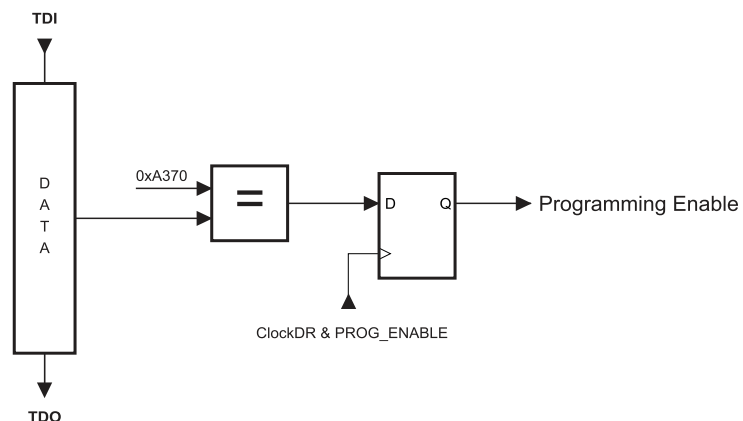 TDI
D
A
T
A
0xA370
=
D
Q
Programming Enable
ClockDR & PROG_ENABLE
TDO